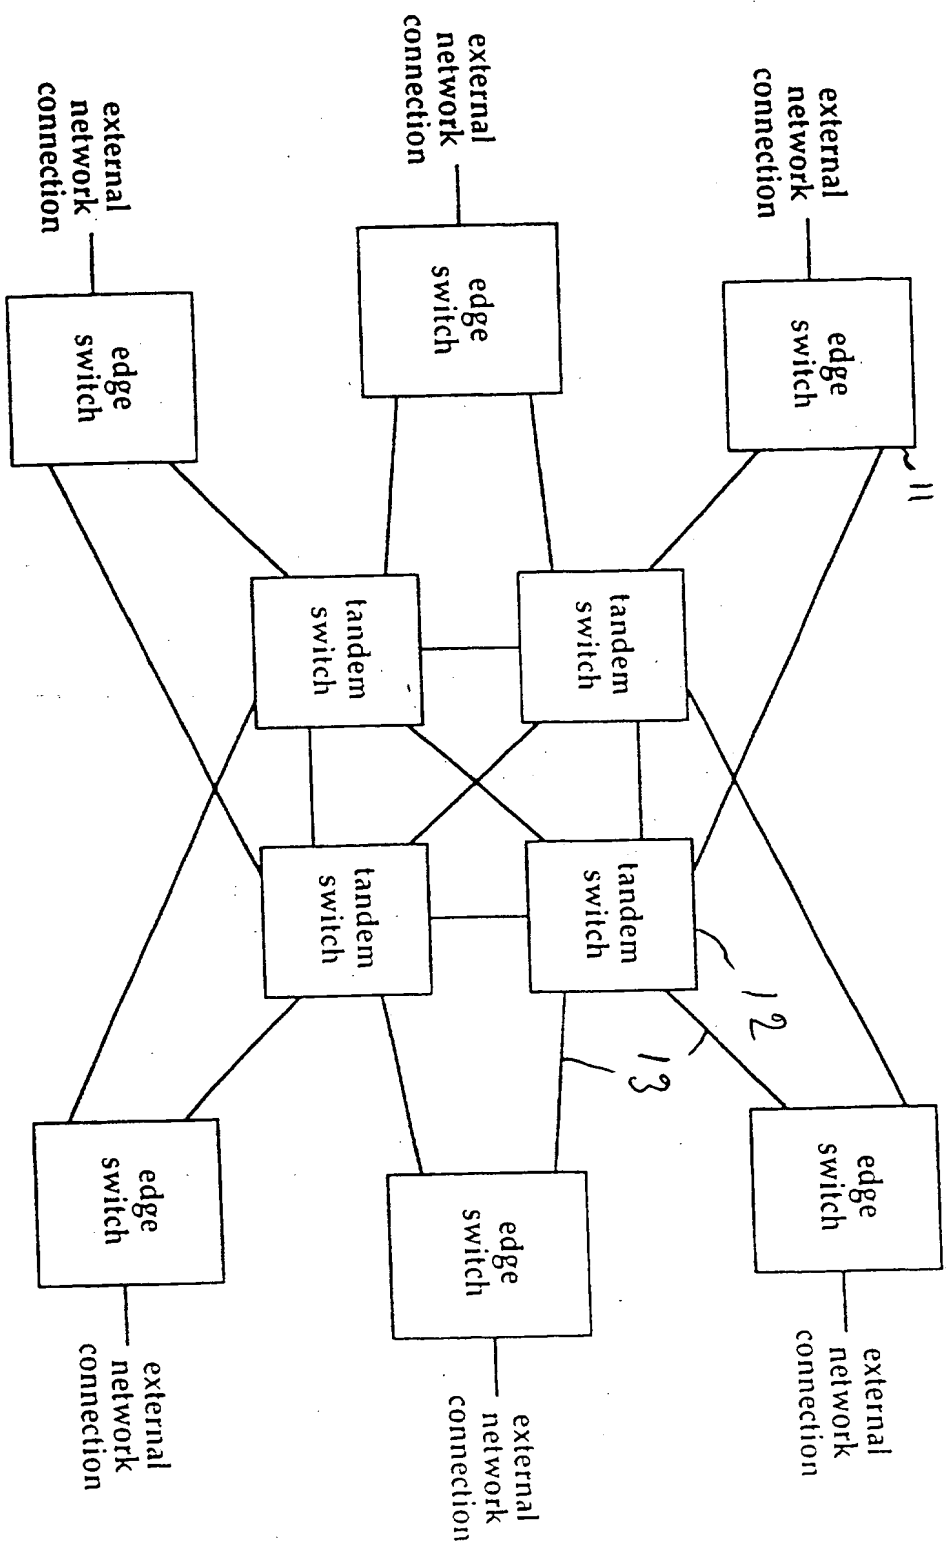 external
network
connection
edge
switch
11
edge
switch
external
network
connection
12
13
tandem
switch
tandem
switch
external
network
connection
edge
switch
edge
switch
external
network
connection
tandem
switch
tandem
switch
external
network
connection
edge
switch
edge
switch
external
network
connection